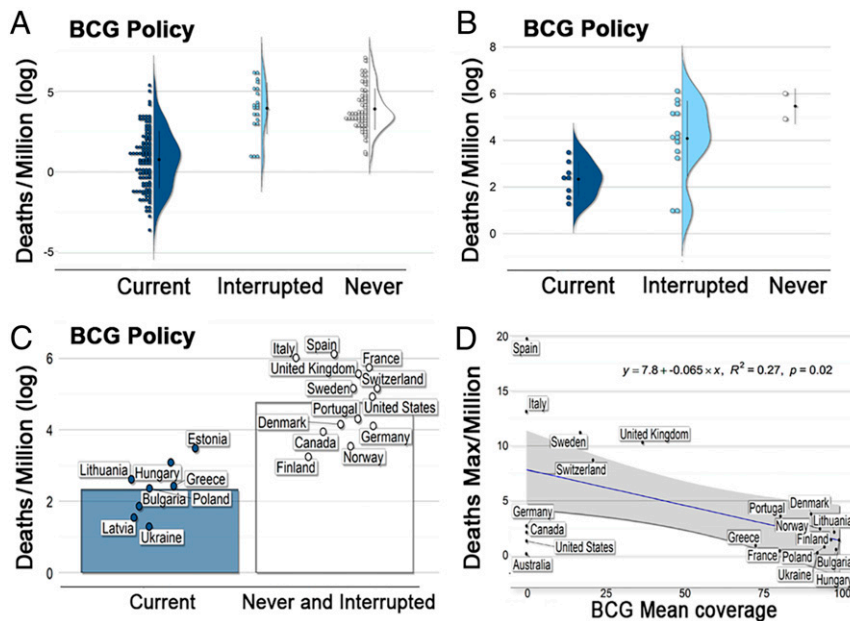 A
BCG Policy
Deaths/Million (log)
5
0
-5
Current
Interrupted
Never
B
BCG Policy
Deaths/Million (log)
8
6
4
2
0
Current
Interrupted
Never
C
BCG Policy
Deaths/Million (log)
6
4
2
0
Italy
Spain
France
United Kingdom
Switzerland
Sweden
Portugal
United States
Denmark
Canada
Germany
Finland
Norway
Estonia
Lithuania
Hungary
Greece
Bulgaria
Poland
Latvia
Ukraine
Current
Never and Interrupted
D
Deaths Max/Million
20
15
10
5
0
y = 7.8 + -0.065 × x, R² = 0.27, p = 0.02
Spain
Italy
Sweden
United Kingdom
Switzerland
Germany
Canada
United States
Australia
Portugal
Denmark
Norway
Lithuania
Greece
Finland
France
Poland
Bulgaria
Ukraine
Hungary
0
25
50
75
100
BCG Mean coverage